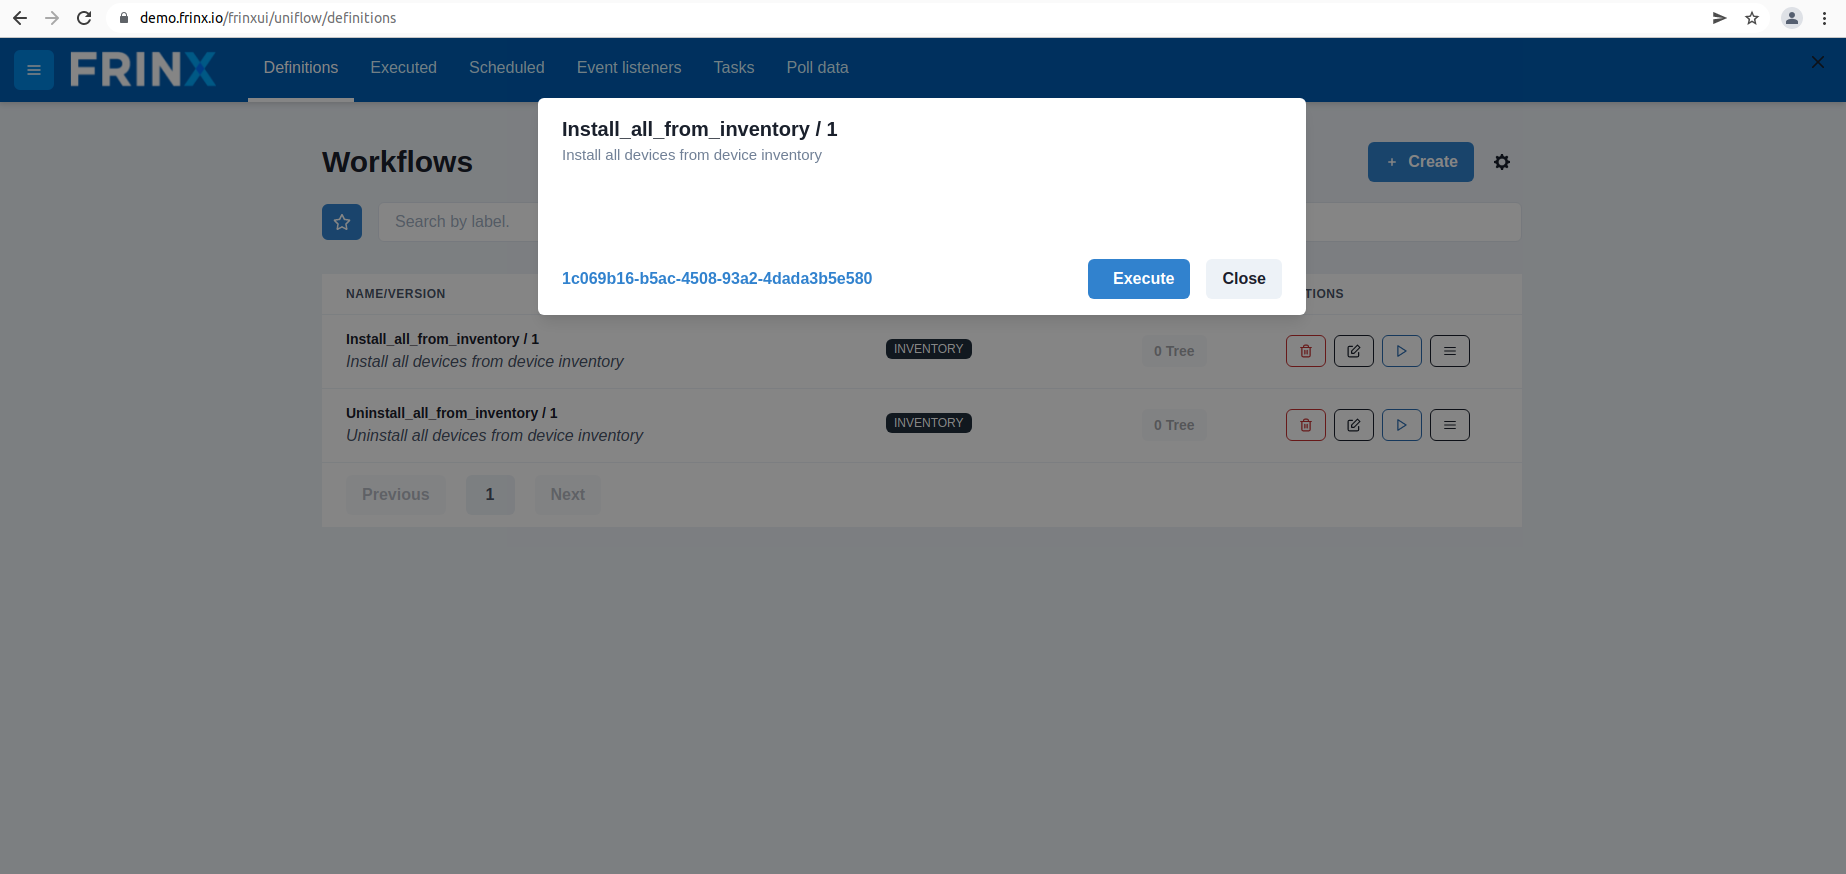 demo.frinx.io/frinxui/uniflow/definitions
FRINX Definitions Executed Scheduled Event listeners Tasks Poll data
Install_all_from_inventory / 1
Install all devices from device inventory
Workflows
+ Create
Search by label.
1c069b16-b5ac-4508-93a2-4dada3b5e580 Execute Close
NAME/VERSION TIONS
Install_all_from_inventory / 1
Install all devices from device inventory
INVENTORY 0 Tree
Uninstall_all_from_inventory / 1
Uninstall all devices from device inventory
INVENTORY 0 Tree
Previous 1 Next